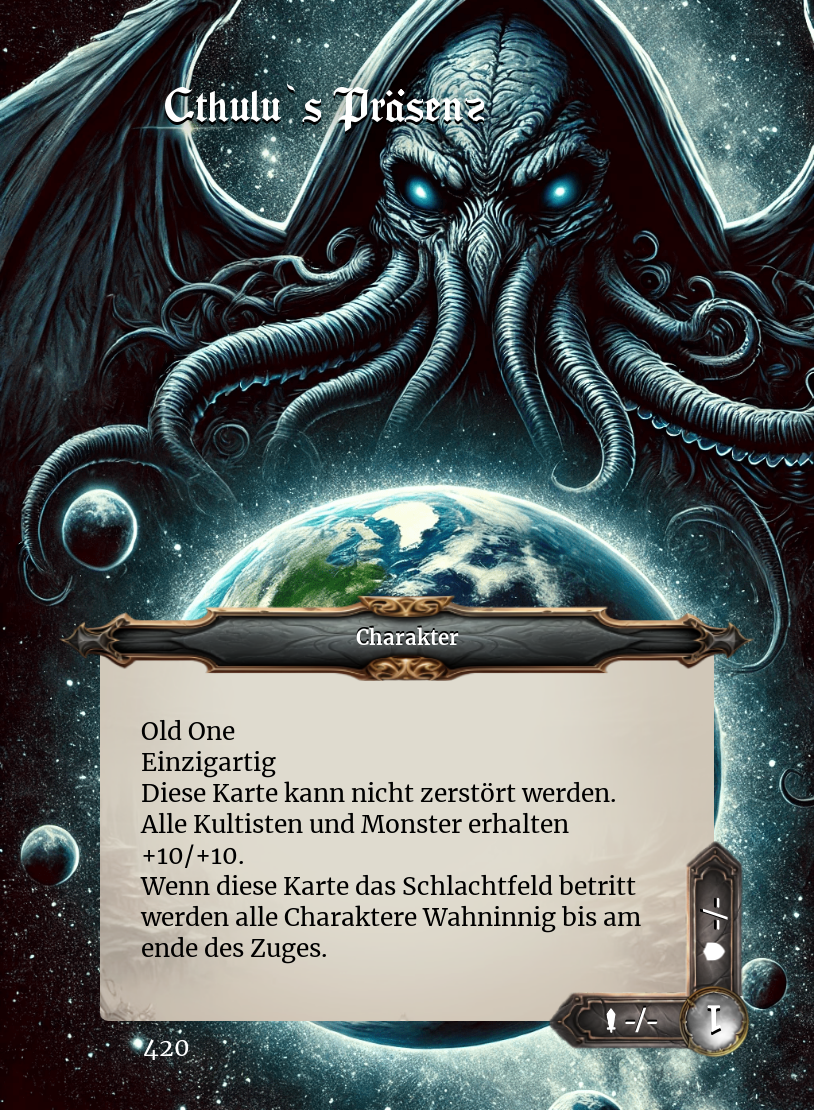 Cthulu`s Präsenz
Charakter
Old One
Einzigartig
Diese Karte kann nicht zerstört werden.
Alle Kultisten und Monster erhalten
+10/+10.
Wenn diese Karte das Schlachtfeld betritt
werden alle Charaktere Wahninnig bis am
ende des Zuges.
-/-
-/-
1
420